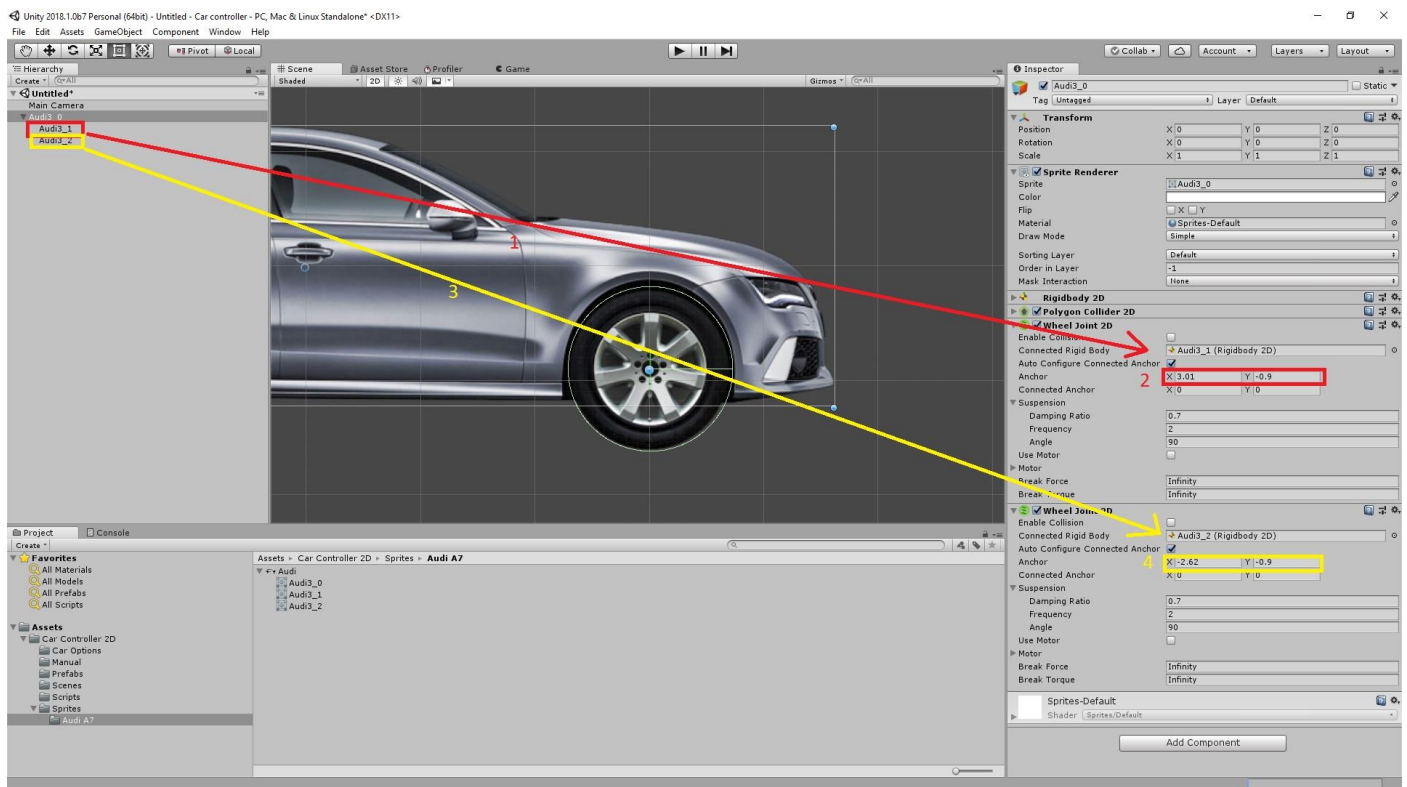 Unity 2018.1.0b7 Personal (64bit) - Untitled - Car controller - PC, Mac & Linux Standalone* <DX11>
File Edit Assets GameObject Component Window Help
Pivot Local Collab Account Layers Layout
Hierarchy
Create All
Untitled*
Main Camera
Audi3_0
Audi3_1
Audi3_2
Scene Asset Store Profiler Game
Shaded 2D Gizmos All
1
3
Inspector
Audi3_0 Static
Tag Untagged Layer Default
Transform
Position X 0 Y 0 Z 0
Rotation X 0 Y 0 Z 0
Scale X 1 Y 1 Z 1
Sprite Renderer
Sprite Audi3_0
Color
Flip X Y
Material Sprites-Default
Draw Mode Simple
Sorting Layer Default
Order in Layer -1
Mask Interaction None
Rigidbody 2D
Polygon Collider 2D
Wheel Joint 2D
Enable Collision
Connected Rigid Body Audi3_1 (Rigidbody 2D)
Auto Configure Connected Anchor
Anchor 2 X 3.01 Y -0.9
Connected Anchor X 0 Y 0
Suspension
Damping Ratio 0.7
Frequency 2
Angle 90
Use Motor
Motor
Break Force Infinity
Break Torque Infinity
Wheel Joint 2D
Enable Collision
Connected Rigid Body Audi3_2 (Rigidbody 2D)
Auto Configure Connected Anchor
Anchor 4 X -2.62 Y -0.9
Connected Anchor X 0 Y 0
Suspension
Damping Ratio 0.7
Frequency 2
Angle 90
Use Motor
Motor
Break Force Infinity
Break Torque Infinity
Sprites-Default
Shader Sprites/Default
Add Component
Project Console
Create
Favorites
All Materials
All Models
All Prefabs
All Scripts
Assets
Car Controller 2D
Car Options
Manual
Prefabs
Scenes
Scripts
Sprites
Audi A7
Assets Car Controller 2D Sprites Audi A7
Audi
Audi3_0
Audi3_1
Audi3_2